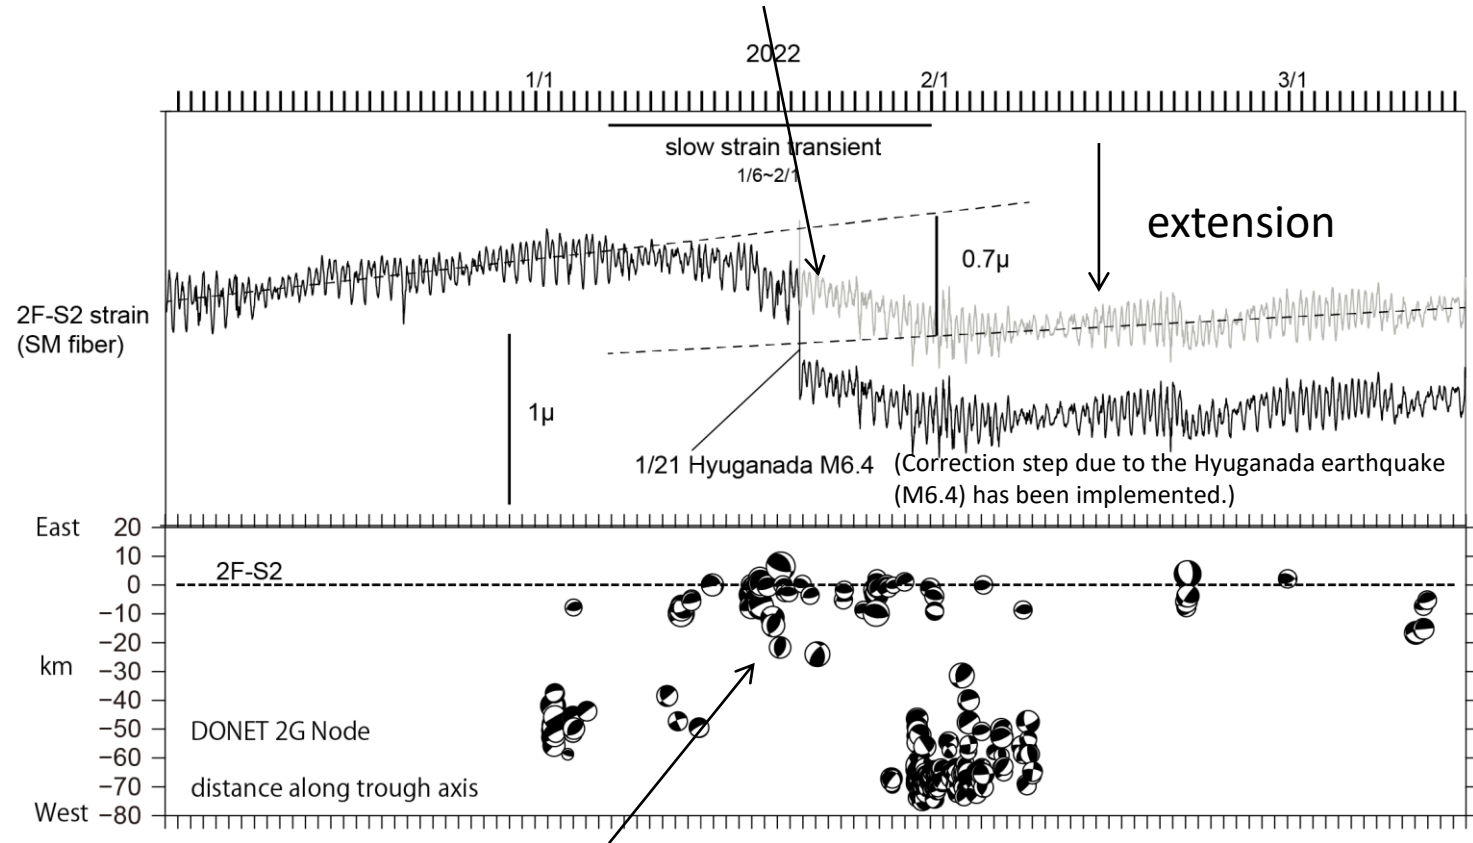 2022
1/1
2/1
3/1
slow strain transient
1/6~2/1
extension
0.7μ
2F-S2 strain
(SM fiber)
1μ
1/21 Hyuganada M6.4
(Correction step due to the Hyuganada earthquake
(M6.4) has been implemented.)
East
20
10
2F-S2
0
−10
−20
km
−30
−40
−50
DONET 2G Node
−60
−70
distance along trough axis
West
−80